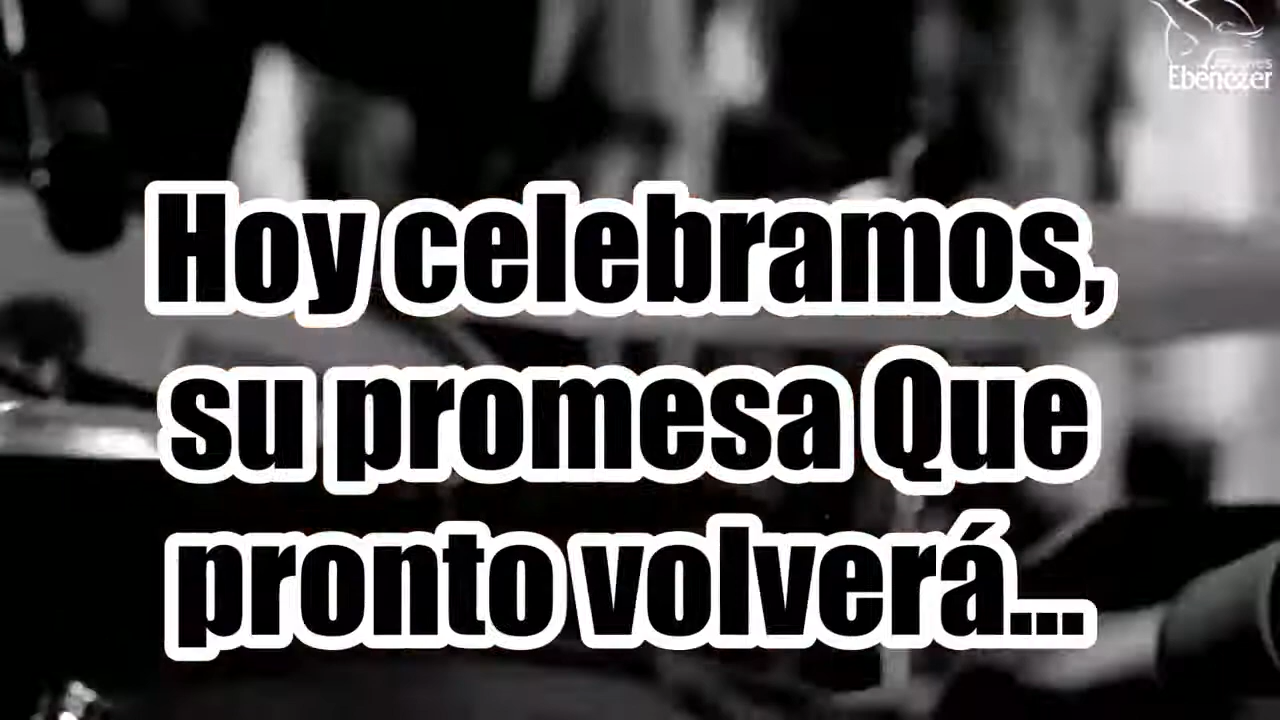 Ebenezer
Hoy celebramos,
su promesa Que
pronto volverá...